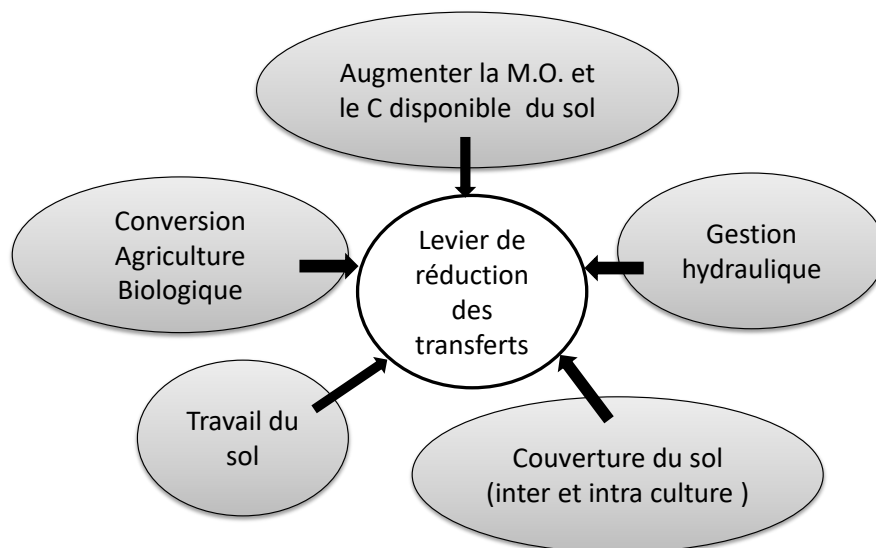 Augmenter la M.O. et
le C disponible du sol
Conversion
Agriculture
Biologique
Levier de
réduction
des
transferts
Gestion
hydraulique
Travail du
sol
Couverture du sol
(inter et intra culture )